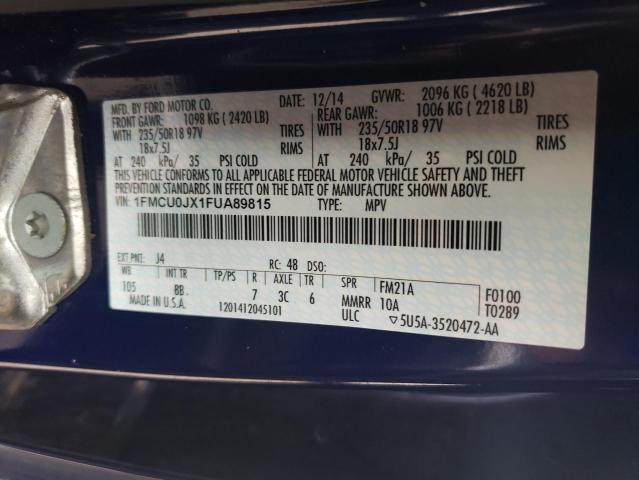 MFD. BY FORD MOTOR CO. DATE: 12/14 GVWR: 2096 KG ( 4620 LB)
FRONT GAWR: 1098 KG ( 2420 LB) REAR GAWR: 1006 KG ( 2218 LB)
WITH 235/50R18 97V TIRES WITH 235/50R18 97V TIRES
18x7.5J RIMS 18x7.5J RIMS
AT 240 kPa/ 35 PSI COLD AT 240 kPa/ 35 PSI COLD
THIS VEHICLE CONFORMS TO ALL APPLICABLE FEDERAL MOTOR VEHICLE SAFETY AND THEFT
PREVENTION STANDARDS IN EFFECT ON THE DATE OF MANUFACTURE SHOWN ABOVE.
VIN: 1FMCU0JX1FUA89815 TYPE: MPV
EXT PNT: J4 RC: 48 DSO:
WB INT TR TP/PS R AXLE TR SPR FM21A F0100
105 8B 7 3C 6 MMRR 10A T0289
MADE IN U.S.A. 1201412045101 ULC ▽5U5A-3520472-AA